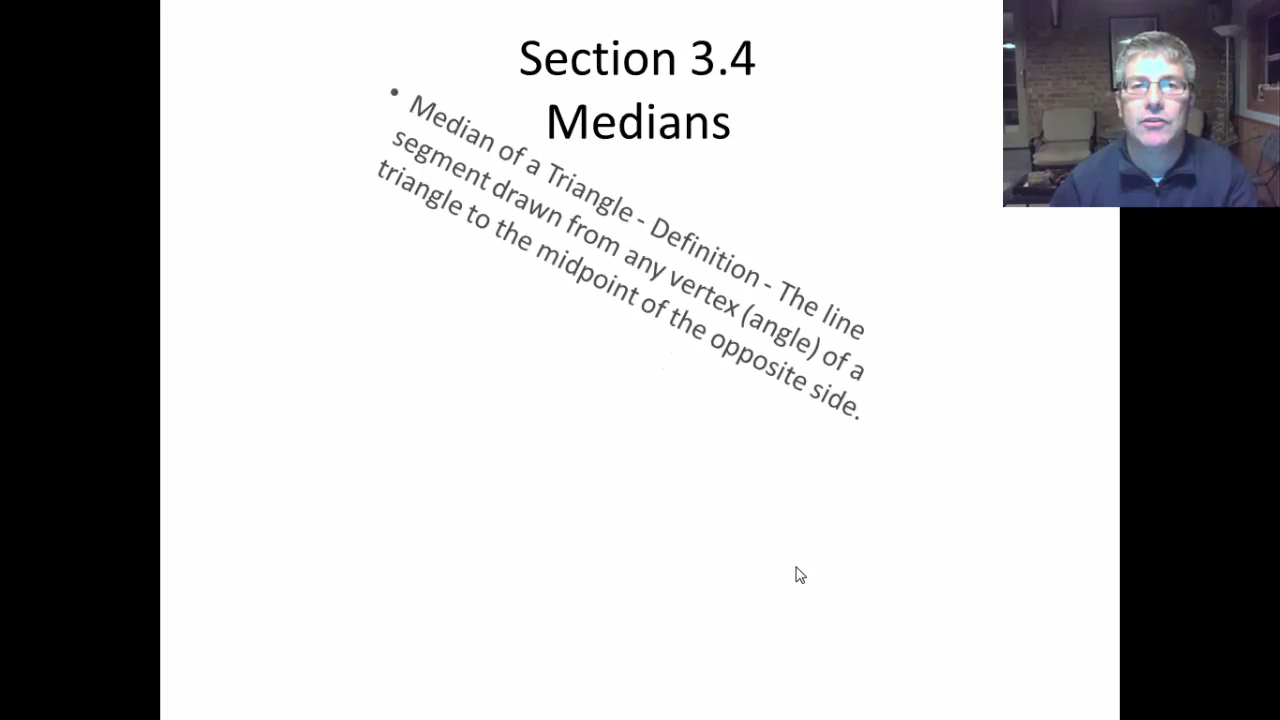 Section 3.4
Medians
• Median of a Triangle - Definition - The line
segment drawn from any vertex (angle) of a
triangle to the midpoint of the opposite side.